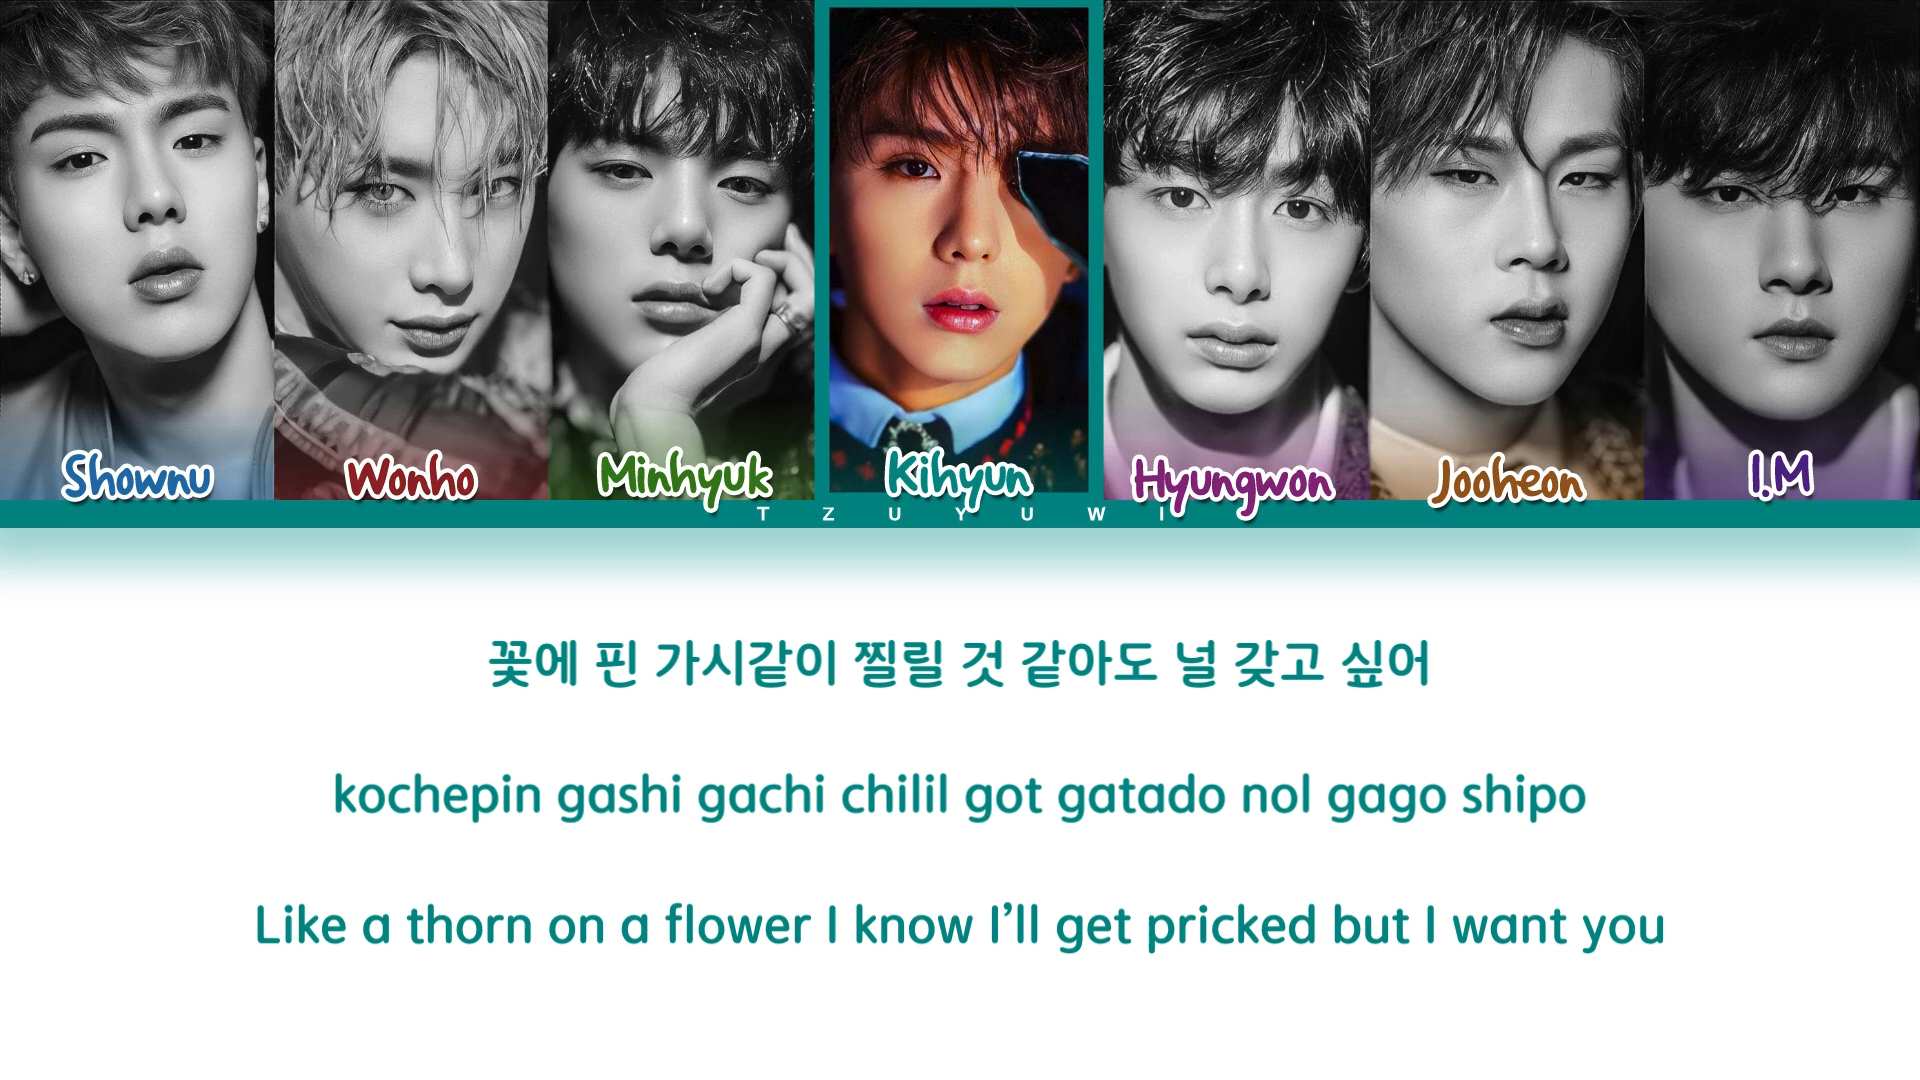 Shownu
Wonho
Minhyuk
Kihyun
Hyungwon
Jooheon
I.M
TZUYUWI
꽃에 핀 가시같이 찔릴 것 같아도 널 갖고 싶어
kochepin gashi gachi chilil got gatado nol gago shipo
Like a thorn on a flower I know I’ll get pricked but I want you